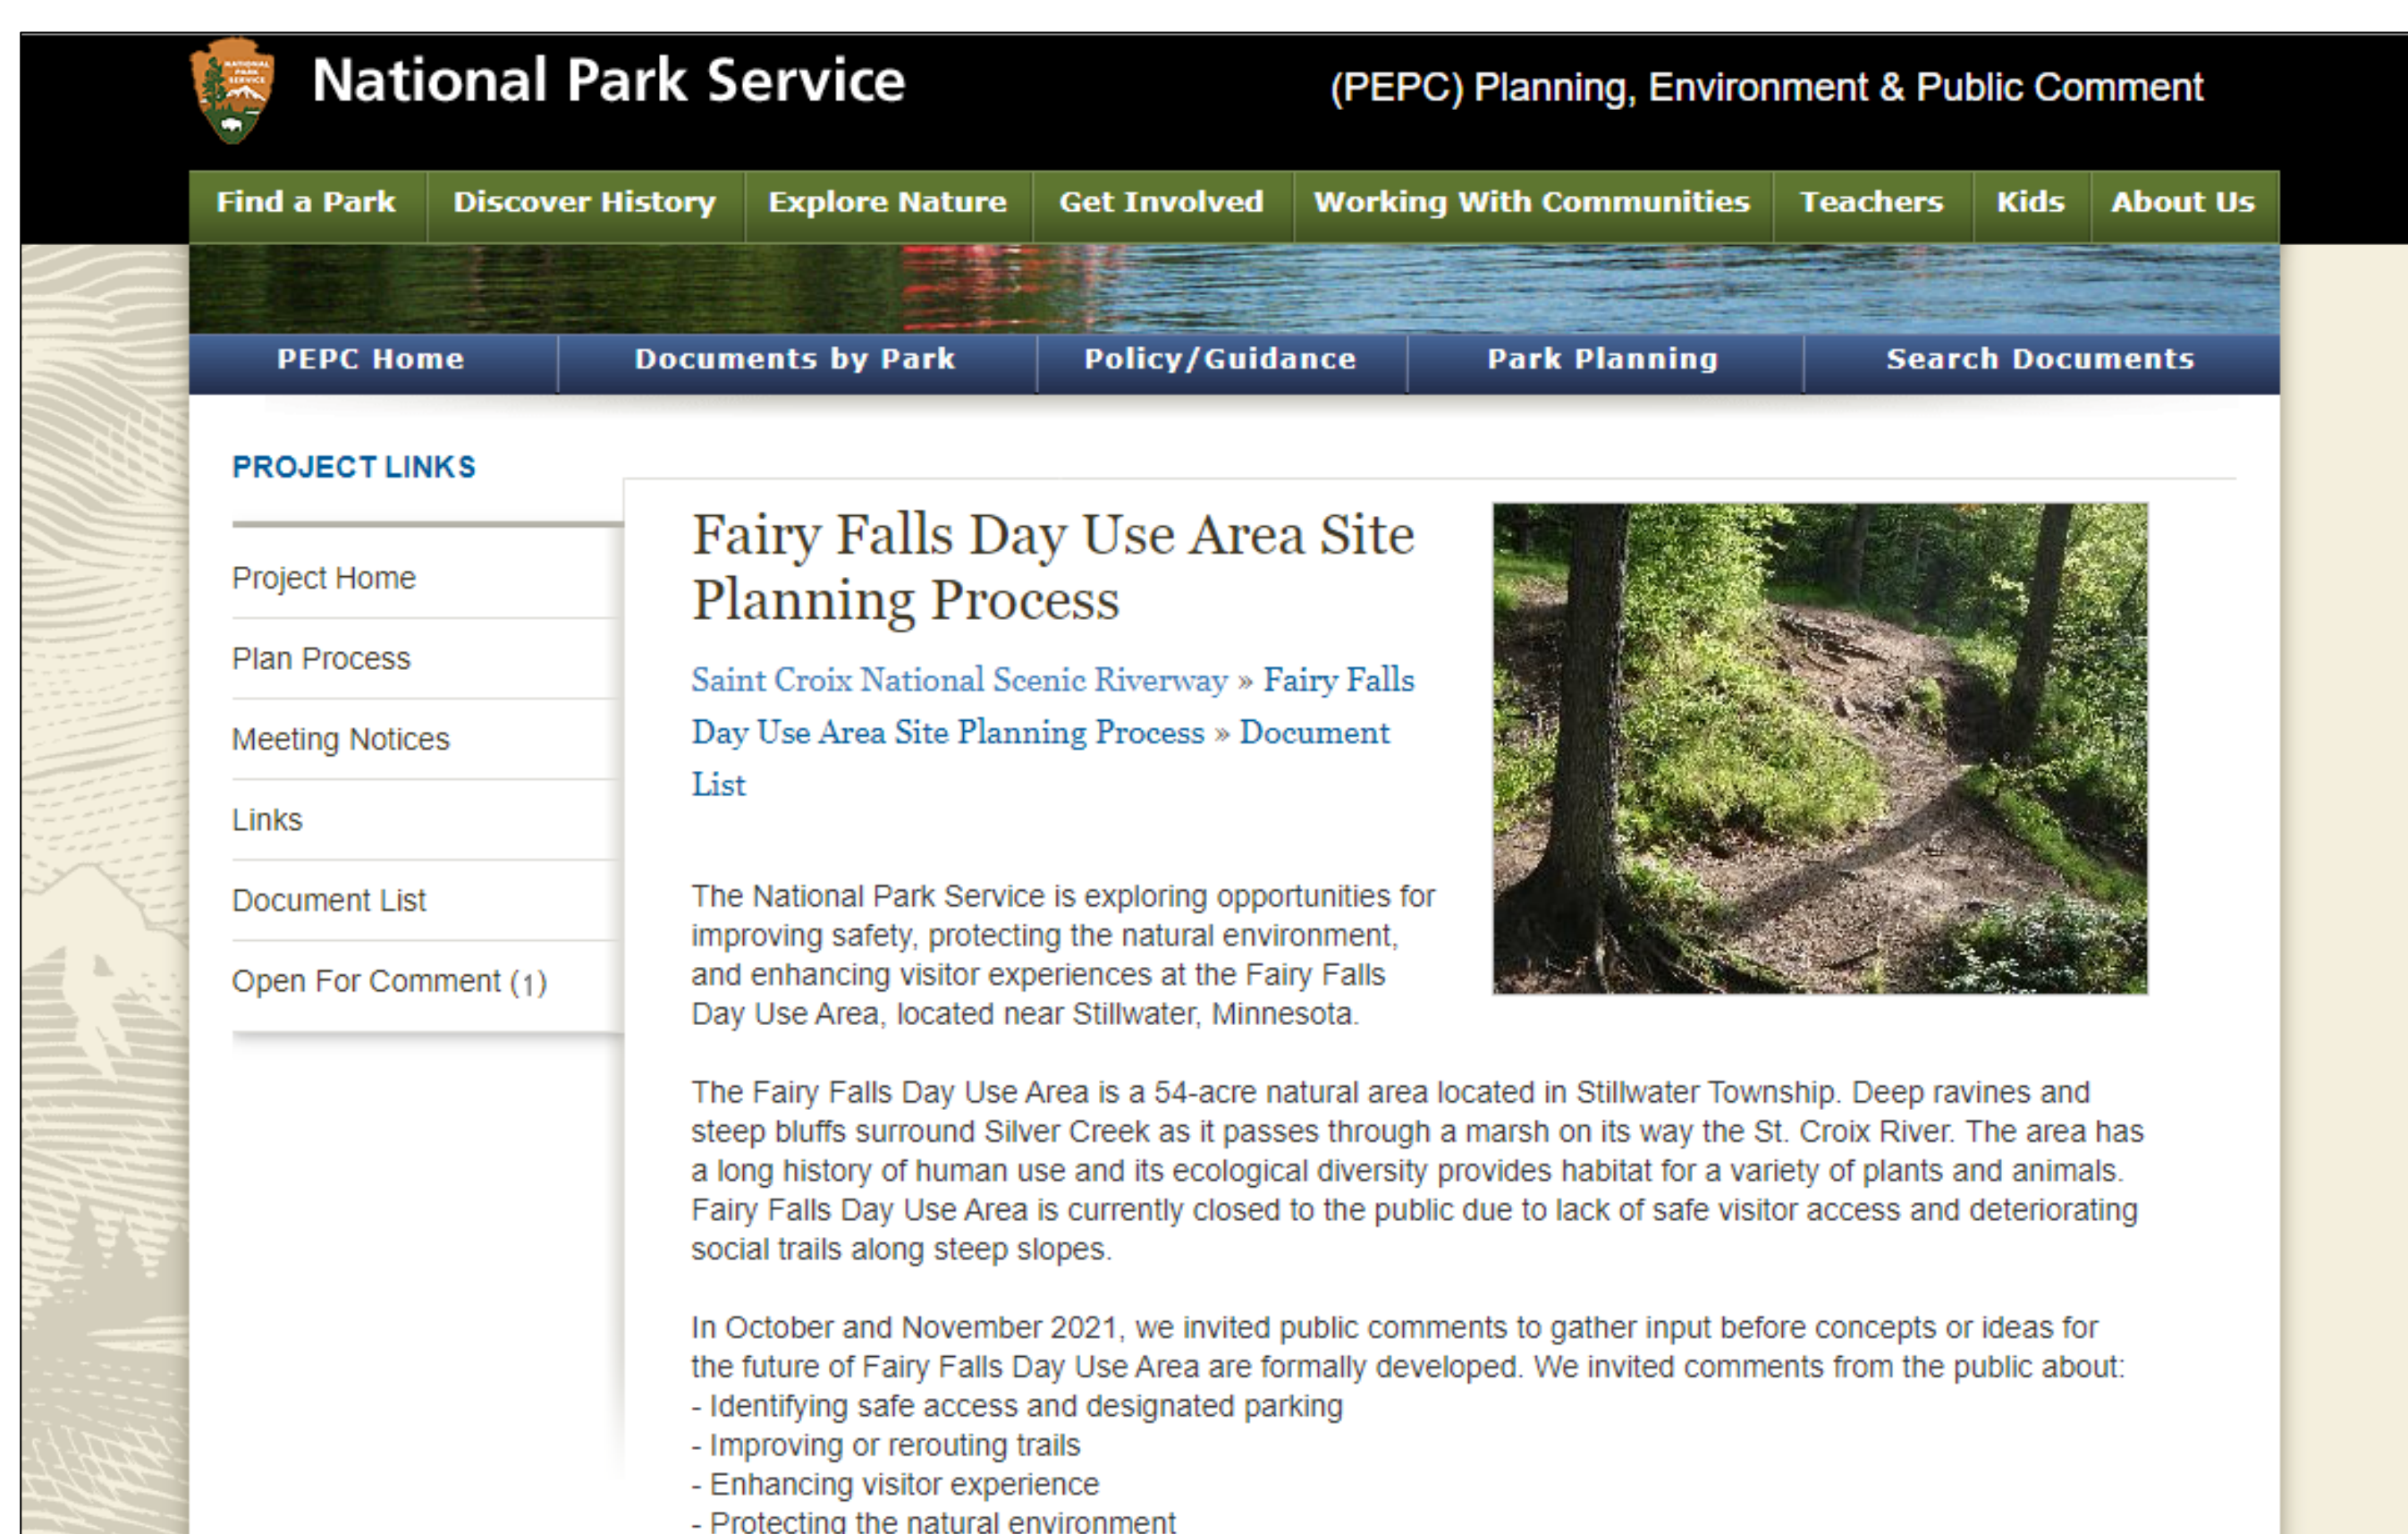 NATIONAL
PARK
SERVICE
National Park Service
(PEPC) Planning, Environment & Public Comment
Find a Park
Discover History
Explore Nature
Get Involved
Working With Communities
Teachers
Kids
About Us
PEPC Home
Documents by Park
Policy/Guidance
Park Planning
Search Documents
PROJECT LINKS
Project Home
Plan Process
Meeting Notices
Links
Document List
Open For Comment (1)
Fairy Falls Day Use Area Site
Planning Process
Saint Croix National Scenic Riverway » Fairy Falls
Day Use Area Site Planning Process » Document
List
The National Park Service is exploring opportunities for
improving safety, protecting the natural environment,
and enhancing visitor experiences at the Fairy Falls
Day Use Area, located near Stillwater, Minnesota.
The Fairy Falls Day Use Area is a 54-acre natural area located in Stillwater Township. Deep ravines and
steep bluffs surround Silver Creek as it passes through a marsh on its way the St. Croix River. The area has
a long history of human use and its ecological diversity provides habitat for a variety of plants and animals.
Fairy Falls Day Use Area is currently closed to the public due to lack of safe visitor access and deteriorating
social trails along steep slopes.
In October and November 2021, we invited public comments to gather input before concepts or ideas for
the future of Fairy Falls Day Use Area are formally developed. We invited comments from the public about:
- Identifying safe access and designated parking
- Improving or rerouting trails
- Enhancing visitor experience
- Protecting the natural environment